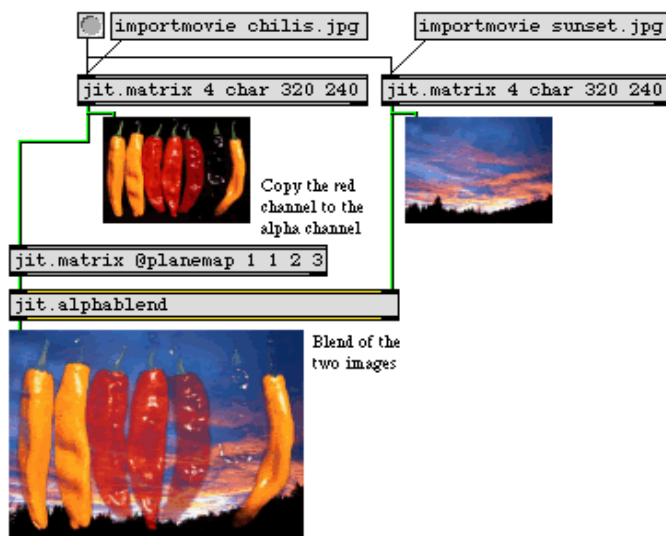 importmovie chilis.jpg
importmovie sunset.jpg
jit.matrix 4 char 320 240
jit.matrix 4 char 320 240
Copy the red
channel to the
alpha channel
jit.matrix @planemap 1 1 2 3
jit.alphablend
Blend of the
two images